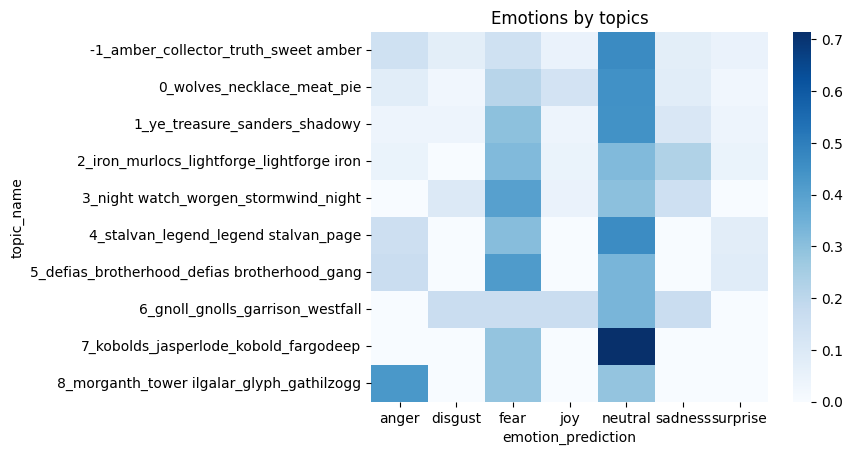 Emotions by topics
topic_name
-1_amber_collector_truth_sweet amber
0_wolves_necklace_meat_pie
1_ye_treasure_sanders_shadowy
2_iron_murlocs_lightforge_lightforge iron
3_night watch_worgen_stormwind_night
4_stalvan_legend_legend stalvan_page
5_defias_brotherhood_defias brotherhood_gang
6_gnoll_gnolls_garrison_westfall
7_kobolds_jasperlode_kobold_fargodeep
8_morganth_tower ilgalar_glyph_gathilzogg
anger disgust fear joy neutral sadness surprise
emotion_prediction
0.7
0.6
0.5
0.4
0.3
0.2
0.1
0.0